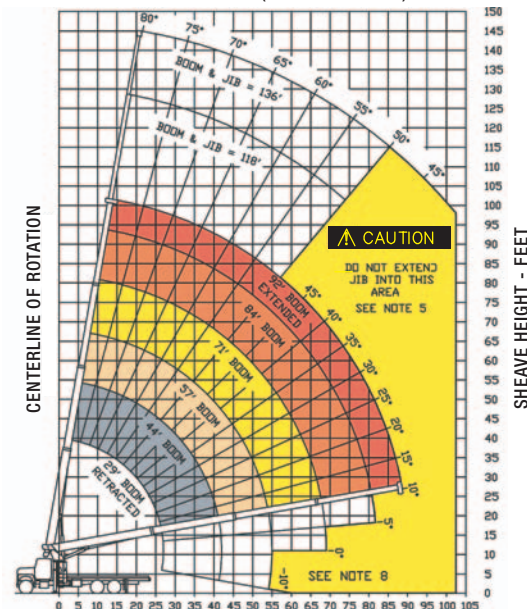 80°
75°
70°
65°
60°
55°
50°
45°
BOOM & JIB = 136'
BOOM & JIB = 118'
CENTERLINE OF ROTATION
150
145
140
135
130
125
120
115
110
105
100
95
90
85
80
75
70
65
60
55
50
45
40
35
30
25
20
15
10
5
0
SHEAVE HEIGHT - FEET
CAUTION
DO NOT EXTEND
JIB INTO THIS
AREA
SEE NOTE 5
92' BOOM
EXTENDED
84' BOOM
71' BOOM
57' BOOM
44' BOOM
29' BOOM
RETRACTED
45°
40°
35°
30°
25°
20°
15°
10°
5°
0°
-10°
SEE NOTE 8
0 5 10 15 20 25 30 35 40 45 50 55 60 65 70 75 80 85 90 95 100 105